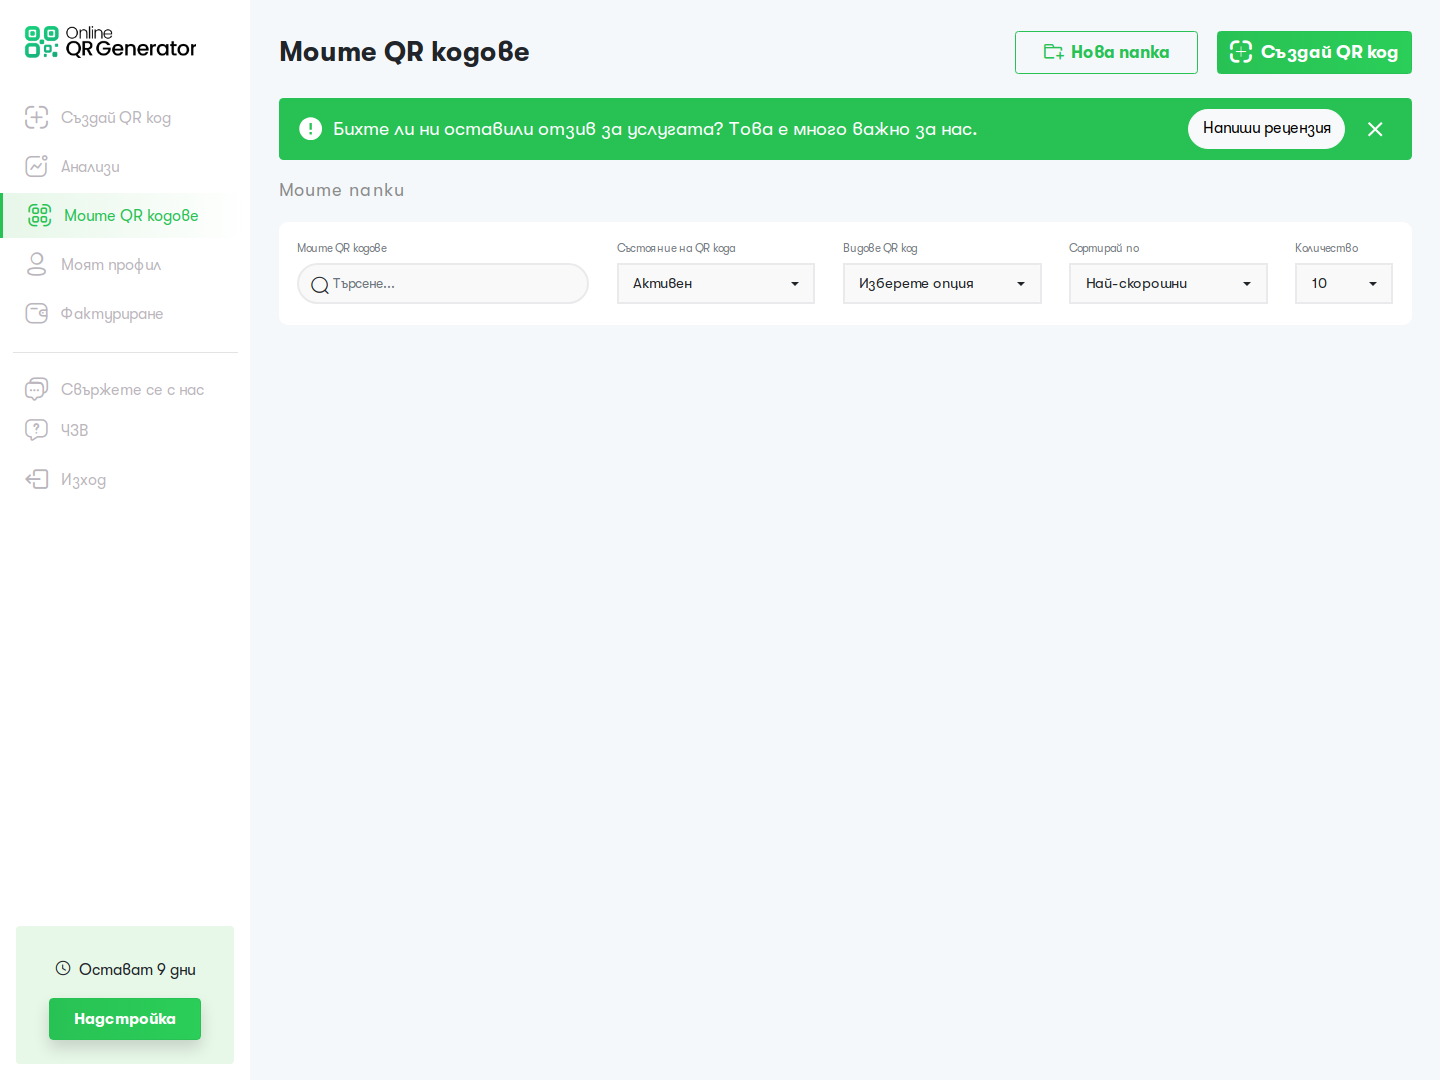 Online
QR Generator
Създай QR код
Анализи
Моите QR кодове
Моят профил
Фактуриране
Свържете се с нас
ЧЗВ
Изход
Остават 9 дни
Надстройка
Моите QR кодове
Нова папка
Създай QR код
Бихте ли ни оставили отзив за услугата? Това е много важно за нас.
Напиши рецензия
Моите папки
Моите QR кодове
Търсене...
Състояние на QR кода
Активен
Видове QR код
Изберете опция
Сортирай по
Най-скорошни
Количество
10